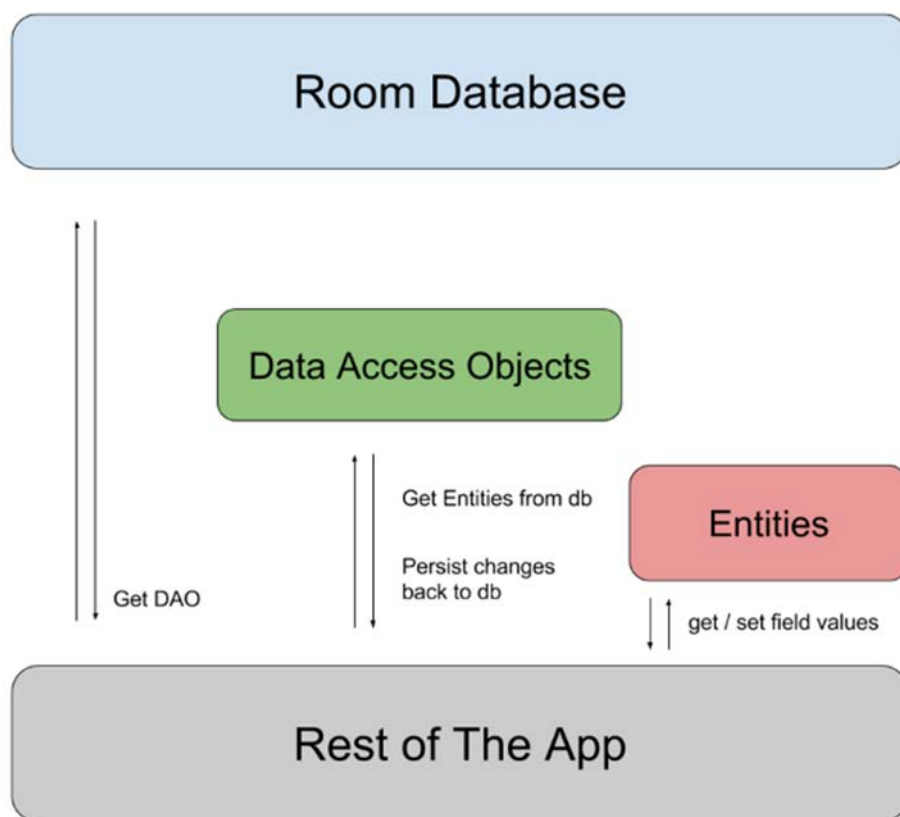 Room Database
Data Access Objects
Get Entities from db
Entities
Persist changes
back to db
Get DAO
get / set field values
Rest of The App